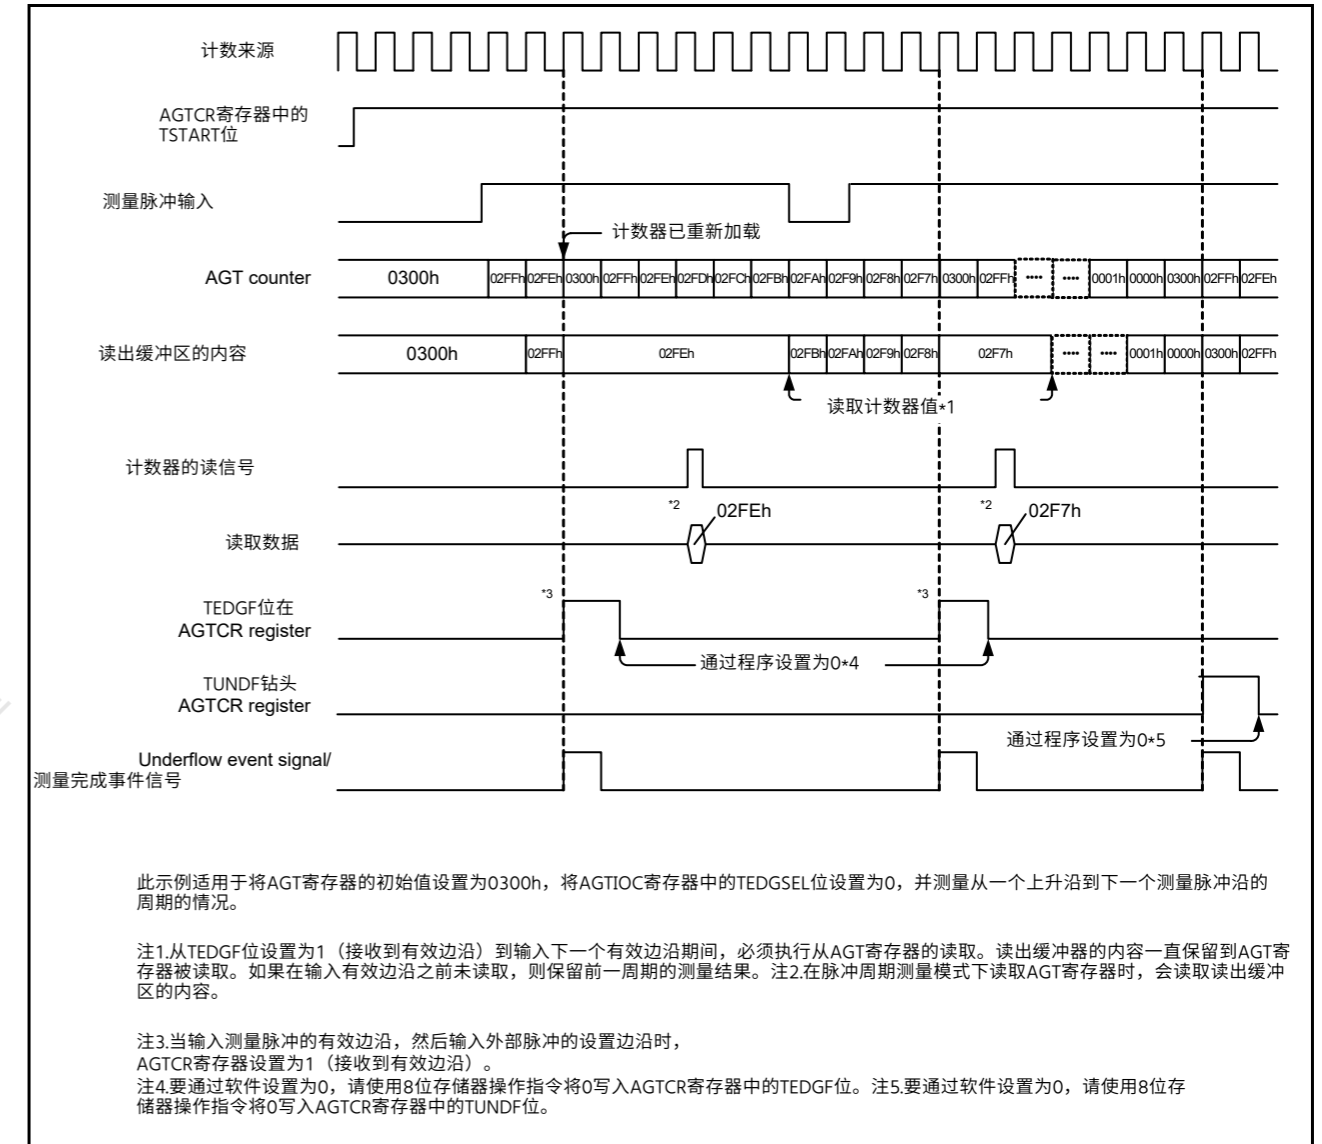 计数来源
AGTCR寄存器中的
TSTART位
测量脉冲输入
计数器已重新加载
AGT counter 0300h 02FFh 02FEh 0300h 02FFh 02FEh 02FDh 02FCh 02FBh 02FAh 02F9h 02F8h 02F7h 0300h 02FFh •••• •••• 0001h 0000h 0300h 02FFh 02FEh
读出缓冲区的内容 0300h 02FFh 02FEh 02FBh 02FAh 02F9h 02F8h 02F7h •••• •••• 0001h 0000h 0300h 02FFh
读取计数器值*1
计数器的读信号
*2 02FEh *2 02F7h
读取数据
*3 *3
TEDGF位在
AGTCR register
通过程序设置为0*4
TUNDF钻头
AGTCR register
通过程序设置为0*5
Underflow event signal/
测量完成事件信号
此示例适用于将AGT寄存器的初始值设置为0300h，将AGTIOC寄存器中的TEDGSEL位设置为0，并测量从一个上升沿到下一个测量脉冲沿的
周期的情况。
注1.从TEDGF位设置为1（接收到有效边沿）到输入下一个有效边沿期间，必须执行从AGT寄存器的读取。读出缓冲器的内容一直保留到AGT寄
存器被读取。如果在输入有效边沿之前未读取，则保留前一周期的测量结果。注2.在脉冲周期测量模式下读取AGT寄存器时，会读取读出缓冲
区的内容。
注3.当输入测量脉冲的有效边沿，然后输入外部脉冲的设置边沿时，
AGTCR寄存器设置为1（接收到有效边沿）。
注4.要通过软件设置为0，请使用8位存储器操作指令将0写入AGTCR寄存器中的TEDGF位。注5.要通过软件设置为0，请使用8位存
储器操作指令将0写入AGTCR寄存器中的TUNDF位。